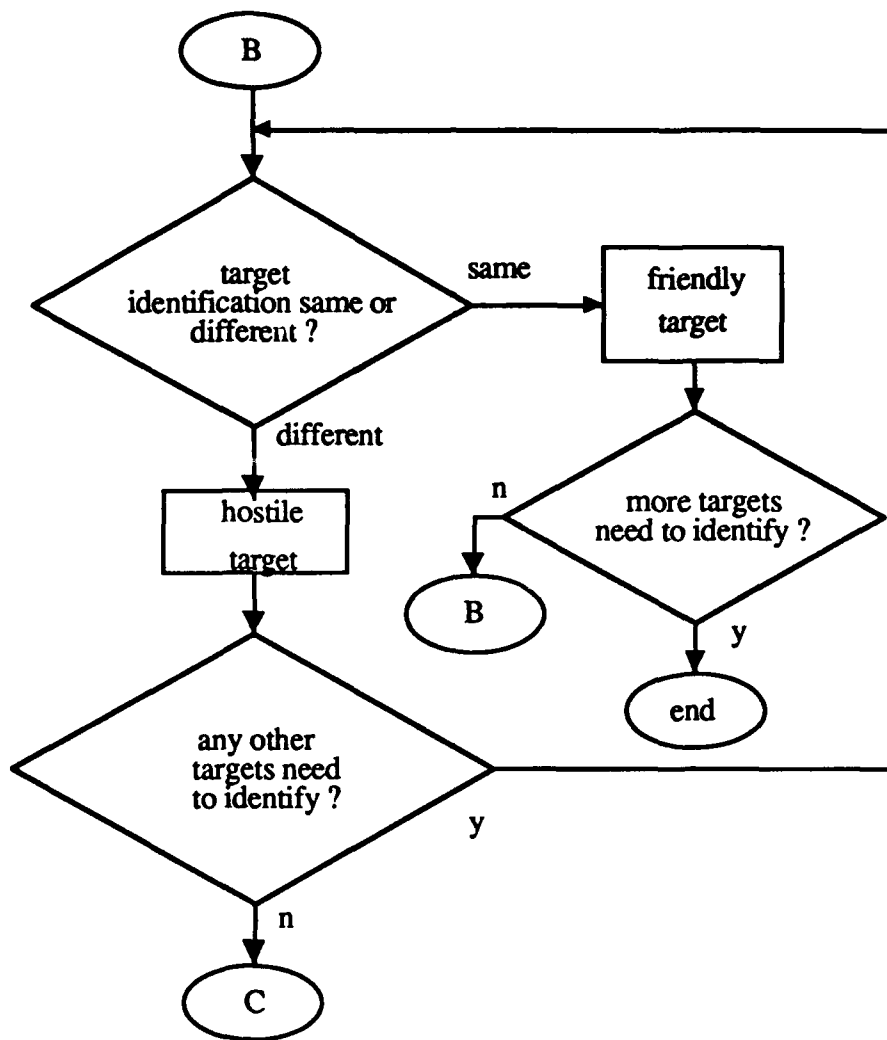 B
target
identification same or
different ?
same
friendly
target
different
hostile
target
more targets
need to identify ?
n
B
y
end
any other
targets need
to identify ?
y
n
C